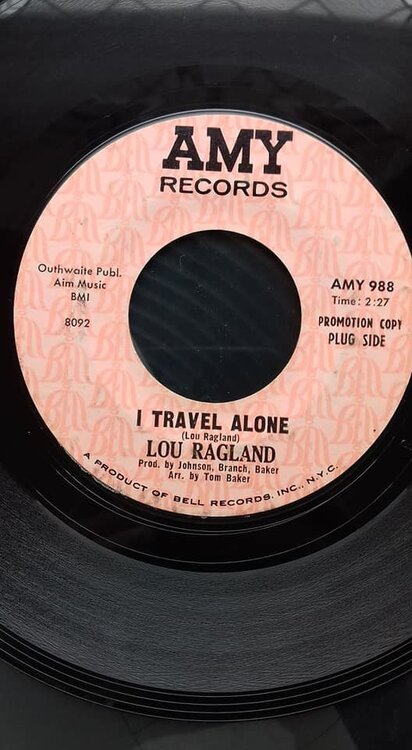 AMY
RECORDS
Outhwaite Publ.
Aim Music
BMI
8092
AMY 988
Time: 2:27
PROMOTION COPY
PLUG SIDE
I TRAVEL ALONE
(Lou Ragland)
LOU RAGLAND
Prod. by Johnson, Branch, Baker
Arr. by Tom Baker
A PRODUCT OF BELL RECORDS, INC., N.Y.C.